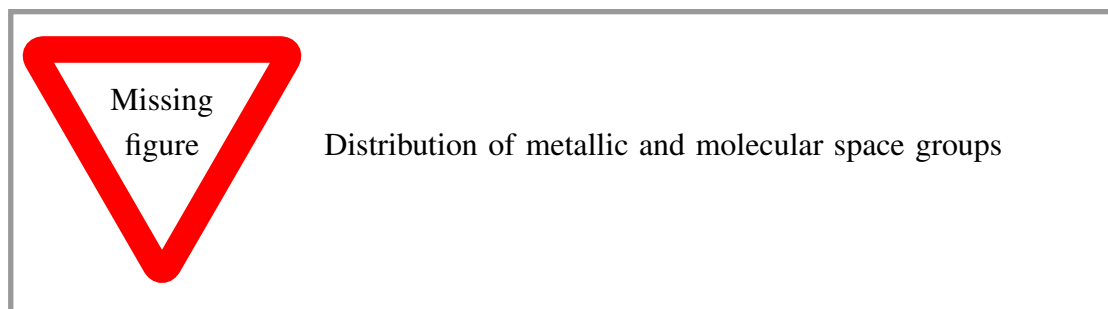 Missing
figure
Distribution of metallic and molecular space groups